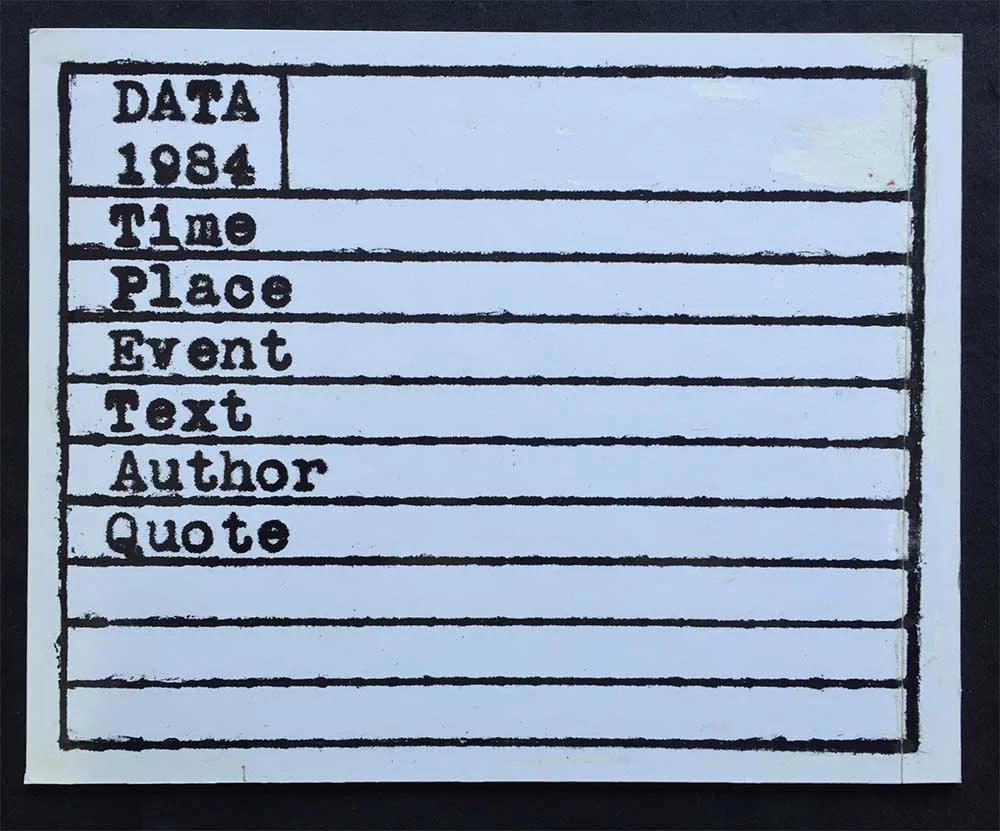 DATA
1984
Time
Place
Event
Text
Author
Quote